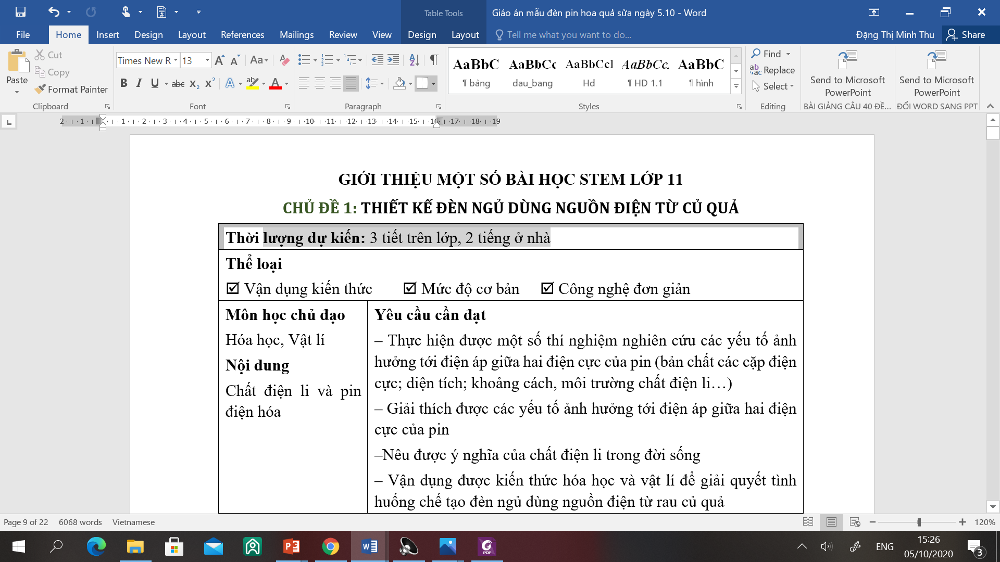 Table Tools
Giáo án mẫu đèn pin hoa quả sửa ngày 5.10 - Word
File Home Insert Design Layout References Mailings Review View Design Layout Tell me what you want to do... Đặng Thị Minh Thu Share
Paste
Cut
Copy
Format Painter
Clipboard
Times New R 13
Font
Paragraph
AaBbC AaBbCc AaBbCcI AaBbCc. AaBbC
¶ bảng dau_bang Hd ¶ HD 1.1 ¶ hình
Styles
Find
Replace
Select
Editing
Send to Microsoft
PowerPoint
BÀI GIẢNG CÂU 40 ĐỀ...
Send to Microsoft
PowerPoint
ĐỔI WORD SANG PPT
2 1 1 2 3 4 5 6 7 8 9 10 11 12 13 14 15 16 17 18 19
GIỚI THIỆU MỘT SỐ BÀI HỌC STEM LỚP 11
CHỦ ĐỀ 1: THIẾT KẾ ĐÈN NGỦ DÙNG NGUỒN ĐIỆN TỪ CỦ QUẢ
Thời lượng dự kiến: 3 tiết trên lớp, 2 tiếng ở nhà
Thể loại
☑ Vận dụng kiến thức ☑ Mức độ cơ bản ☑ Công nghệ đơn giản
Môn học chủ đạo
Hóa học, Vật lí
Nội dung
Chất điện li và pin
điện hóa
Yêu cầu cần đạt
– Thực hiện được một số thí nghiệm nghiên cứu các yếu tố ảnh
hưởng tới điện áp giữa hai điện cực của pin (bản chất các cặp điện
cực; diện tích; khoảng cách, môi trường chất điện li…)
– Giải thích được các yếu tố ảnh hưởng tới điện áp giữa hai điện
cực của pin
–Nêu được ý nghĩa của chất điện li trong đời sống
– Vận dụng được kiến thức hóa học và vật lí để giải quyết tình
huống chế tạo đèn ngủ dùng nguồn điện từ rau củ quả
Page 9 of 22 6068 words Vietnamese 120%
ENG
15:26
05/10/2020
3